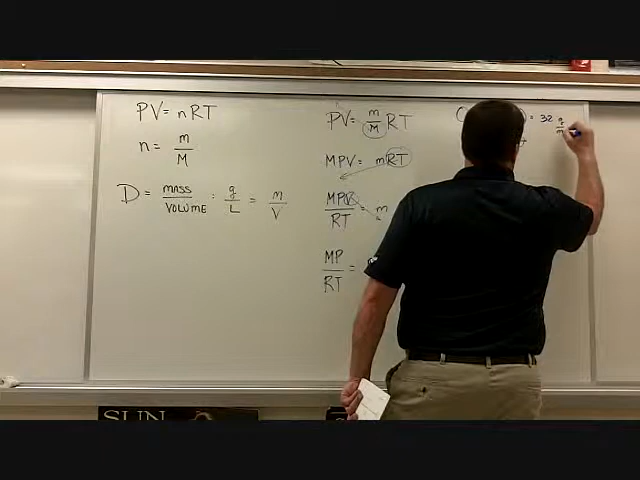 PV = nRT
n = m/M
D = MASS/VOLUME : g/L = m/V
PV = m/M RT
MPV = mRT
MPV/RT = m
MP/RT =
= 32 g/m
SUN